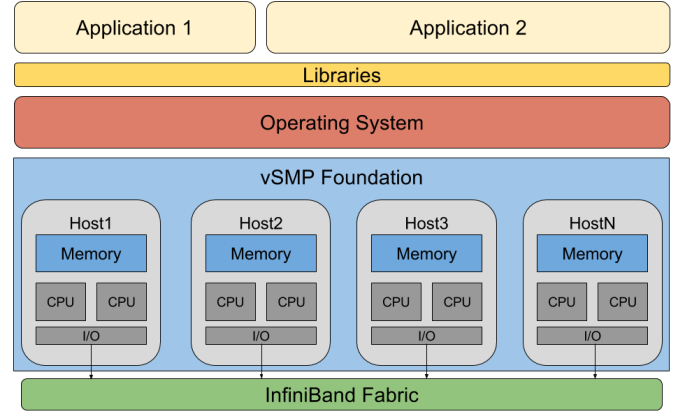 Application 1
Application 2
Libraries
Operating System
vSMP Foundation
Host1
Host2
Host3
HostN
Memory
Memory
Memory
Memory
CPU
CPU
CPU
CPU
CPU
CPU
CPU
CPU
I/O
I/O
I/O
I/O
InfiniBand Fabric